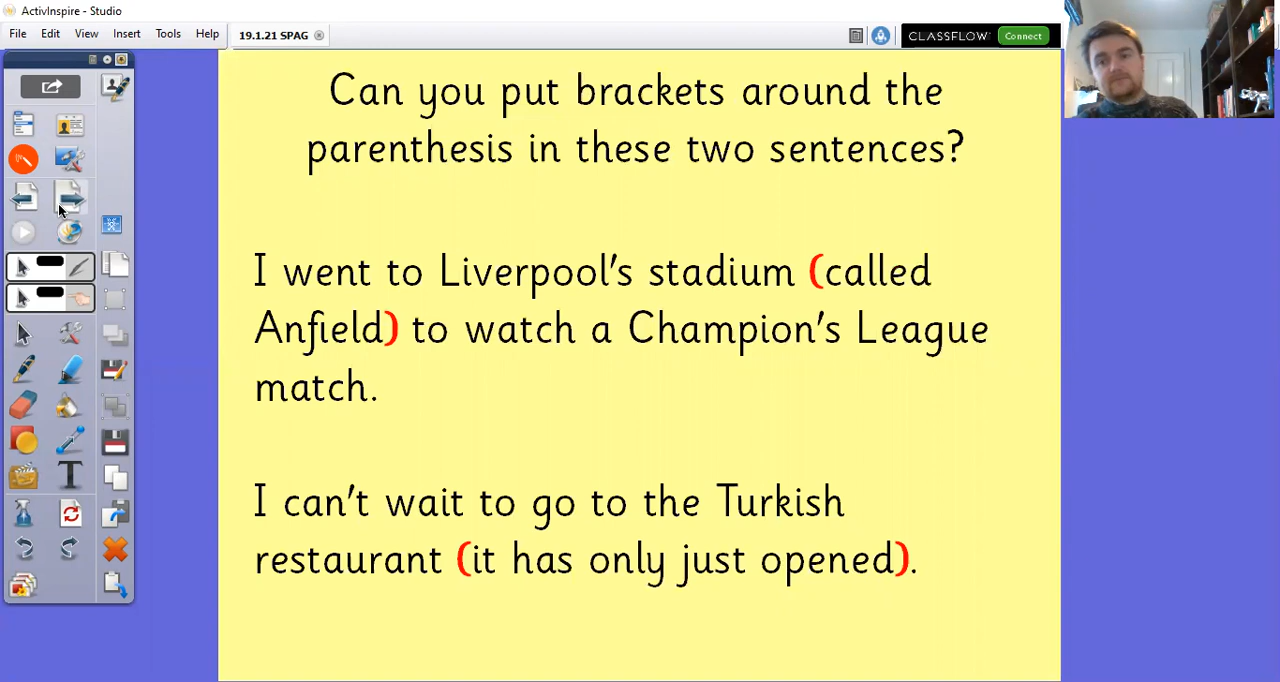 ActivInspire - Studio
File Edit View Insert Tools Help
19.1.21 SPAG
CLASSFLOW Connect
Can you put brackets around the
parenthesis in these two sentences?
I went to Liverpool's stadium (called
Anfield) to watch a Champion's League
match.
I can't wait to go to the Turkish
restaurant (it has only just opened).
T